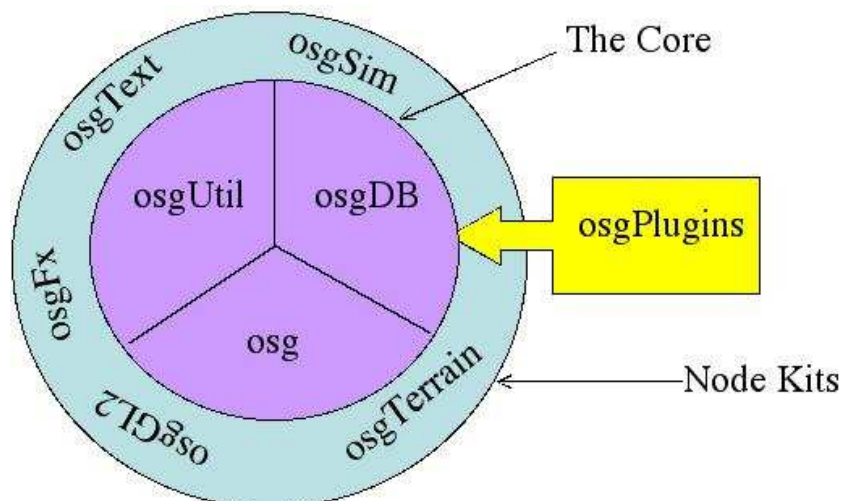 The Core
osgSim
osgText
osgUtil
osgDB
osgPlugins
osgFx
osg
osgTerrain
Node Kits
osgGL2